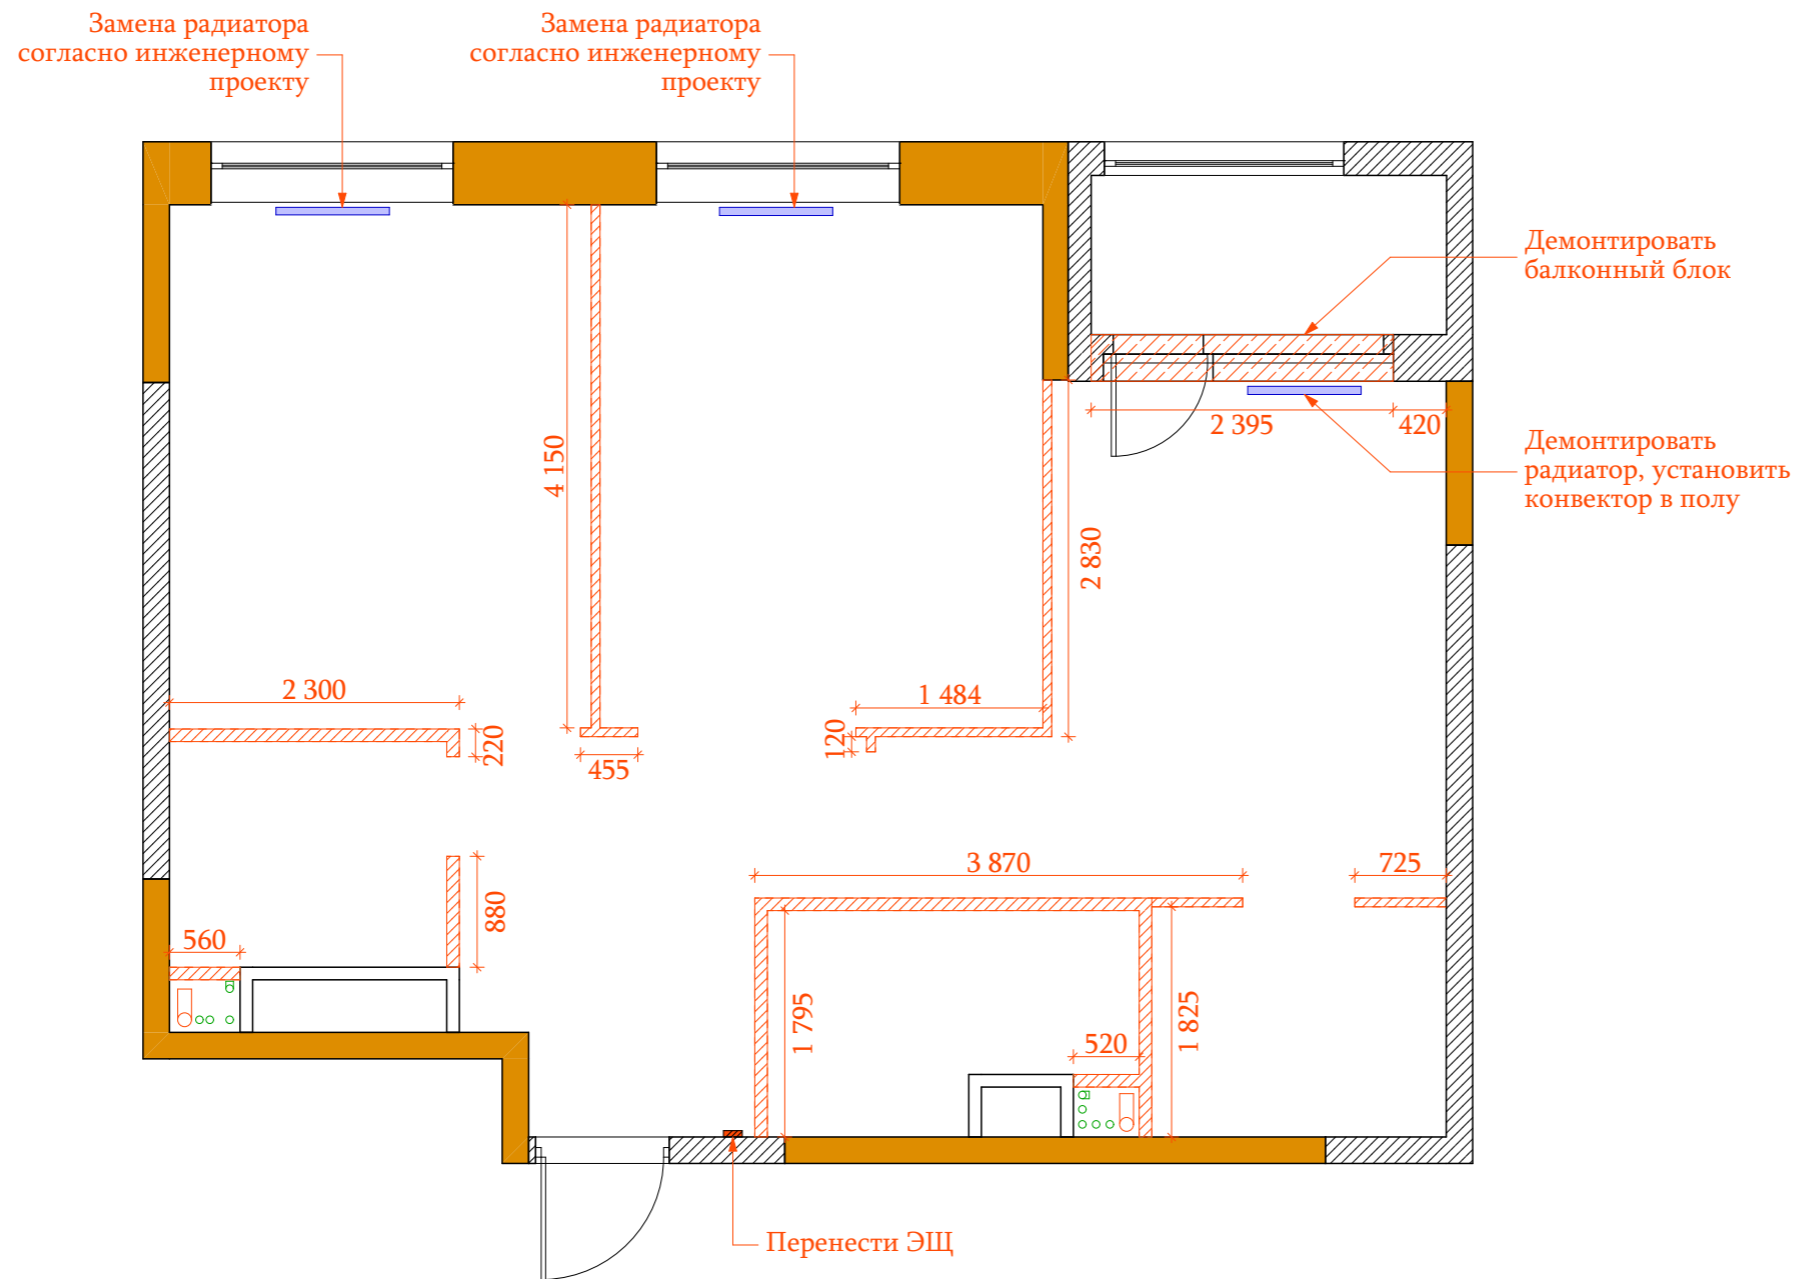 Замена радиатора
согласно инженерному
проекту
Замена радиатора
согласно инженерному
проекту
Демонтировать
балконный блок
2 395
420
Демонтировать
радиатор, установить
конвектор в полу
4 150
2 830
2 300
220
455
1 484
120
3 870
725
880
560
1 795
520
1 825
Перенести ЭЩ